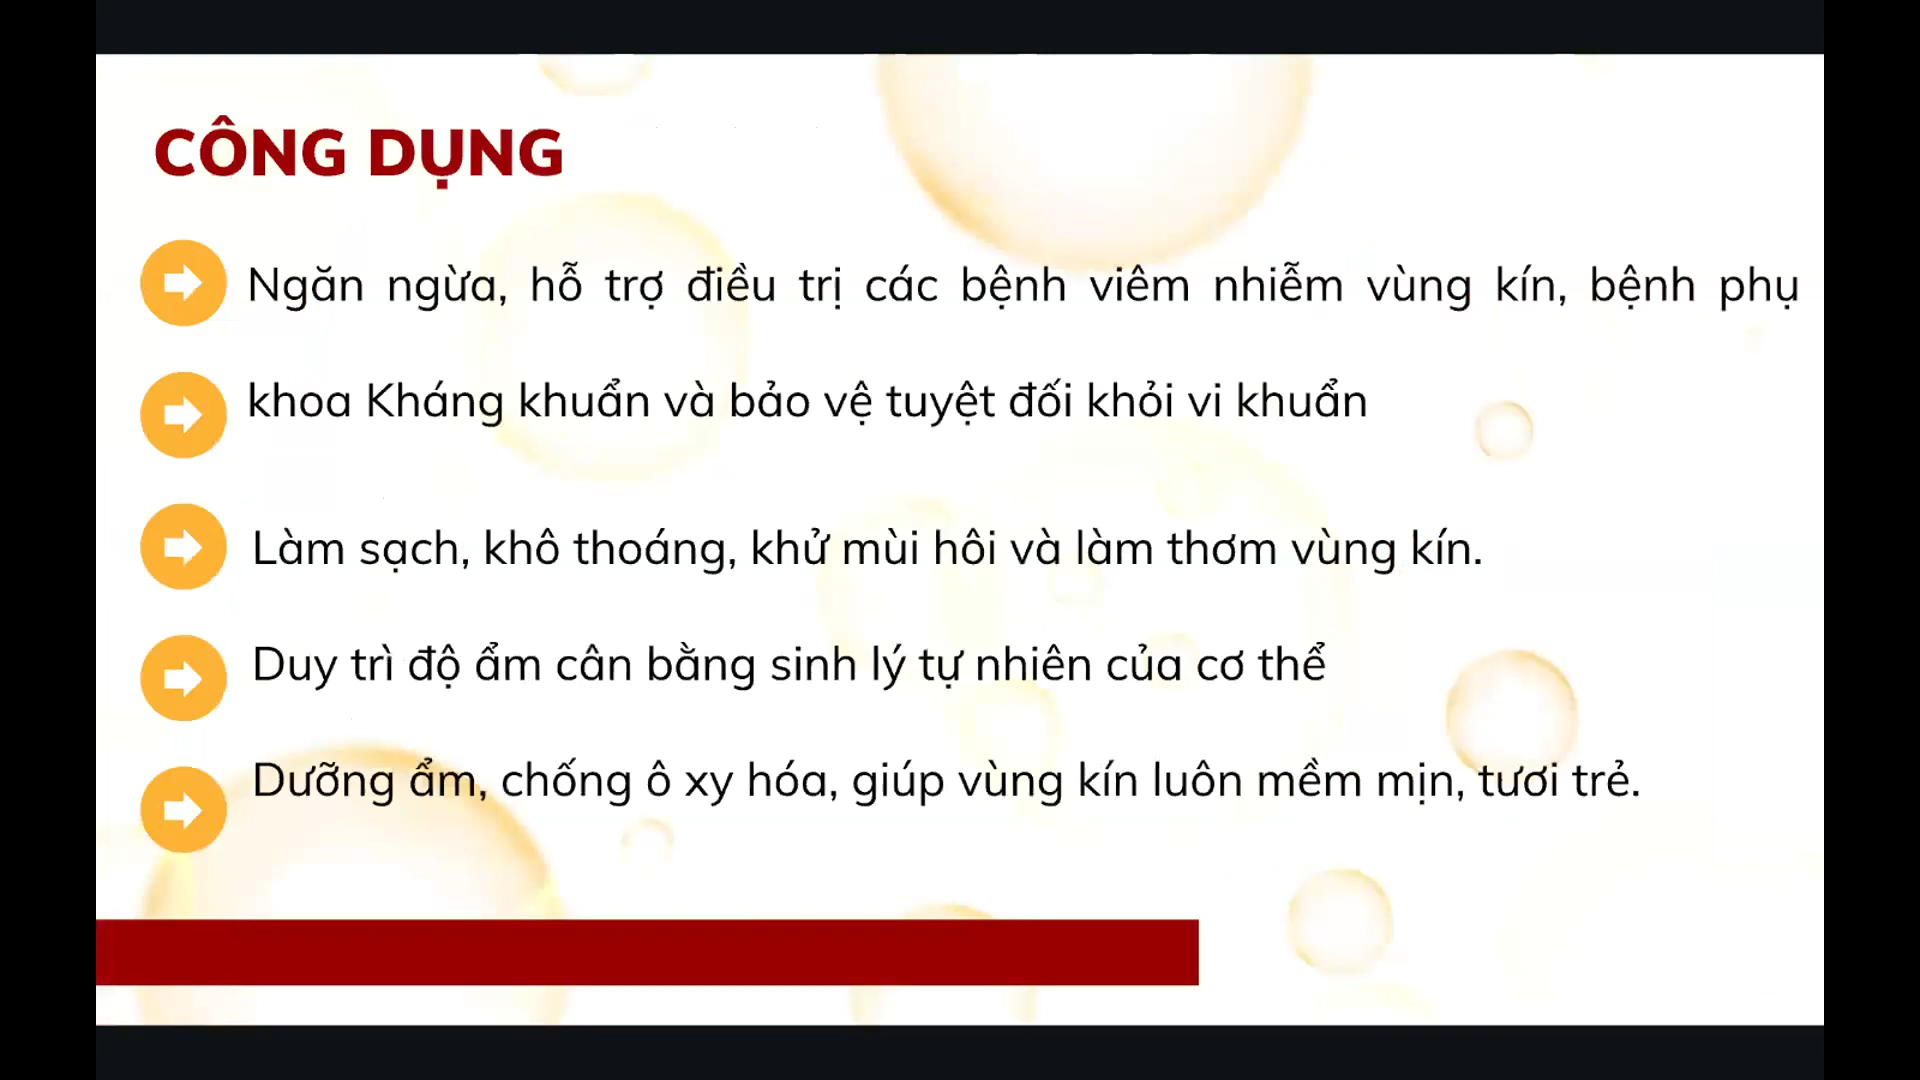 CÔNG DỤNG
Ngăn ngừa, hỗ trợ điều trị các bệnh viêm nhiễm vùng kín, bệnh phụ
khoa Kháng khuẩn và bảo vệ tuyệt đối khỏi vi khuẩn
Làm sạch, khô thoáng, khử mùi hôi và làm thơm vùng kín.
Duy trì độ ẩm cân bằng sinh lý tự nhiên của cơ thể
Dưỡng ẩm, chống ô xy hóa, giúp vùng kín luôn mềm mịn, tươi trẻ.